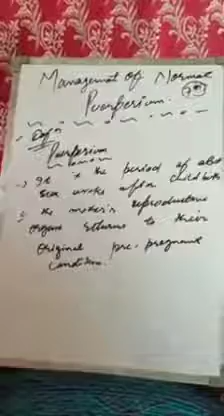 Management of Normal
Puerperium.
Defn
Puerperium
→ It is the period of about
six weeks after childbirth
the mother's reproductive
organs returns to their
original pre-pregnant
condition.